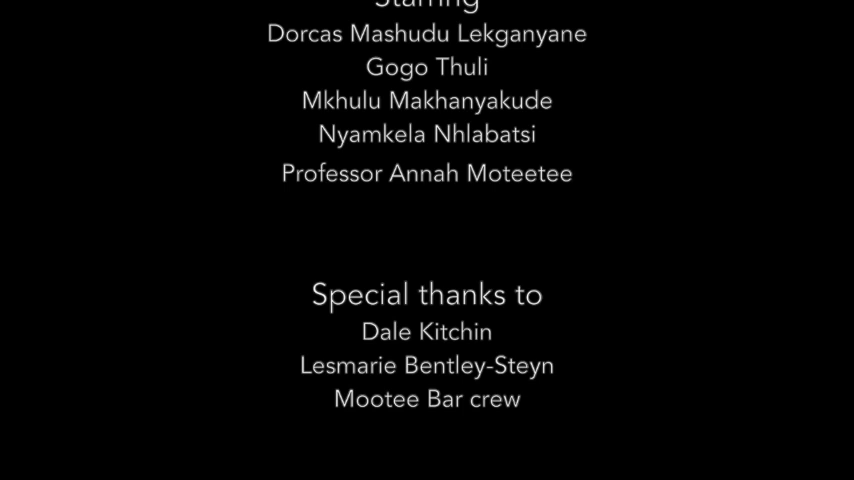 Starring
Dorcas Mashudu Lekganyane
Gogo Thuli
Mkhulu Makhanyakude
Nyamkela Nhlabatsi
Professor Annah Moteetee
Special thanks to
Dale Kitchin
Lesmarie Bentley-Steyn
Mootee Bar crew